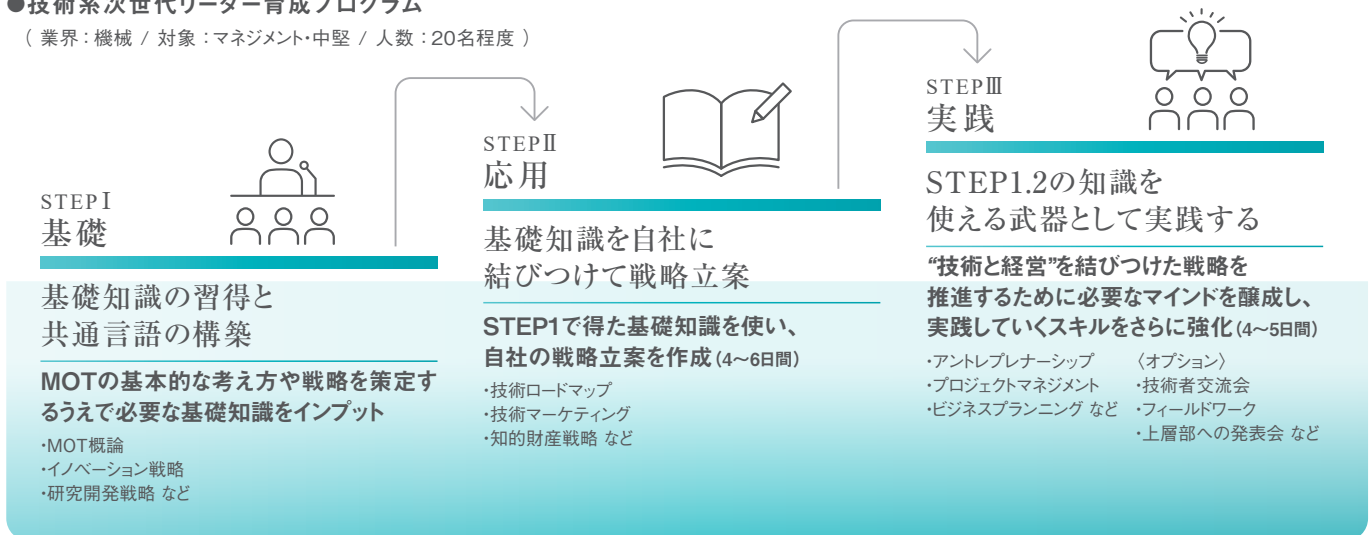 ●技術系次世代リーダー育成プログラム
（ 業界：機械 / 対象：マネジメント・中堅 / 人数：20名程度 ）
STEPⅠ
基礎
基礎知識の習得と
共通言語の構築
MOTの基本的な考え方や戦略を策定す
るうえで必要な基礎知識をインプット
・MOT概論
・イノベーション戦略
・研究開発戦略 など
STEPⅡ
応用
基礎知識を自社に
結びつけて戦略立案
STEP1で得た基礎知識を使い、
自社の戦略立案を作成（4〜6日間）
・技術ロードマップ
・技術マーケティング
・知的財産戦略 など
STEPⅢ
実践
STEP1.2の知識を
使える武器として実践する
“技術と経営”を結びつけた戦略を
推進するために必要なマインドを醸成し、
実践していくスキルをさらに強化（4〜5日間）
・アントレプレナーシップ
・プロジェクトマネジメント
・ビジネスプランニング など
〈オプション〉
・技術者交流会
・フィールドワーク
・上層部への発表会 など